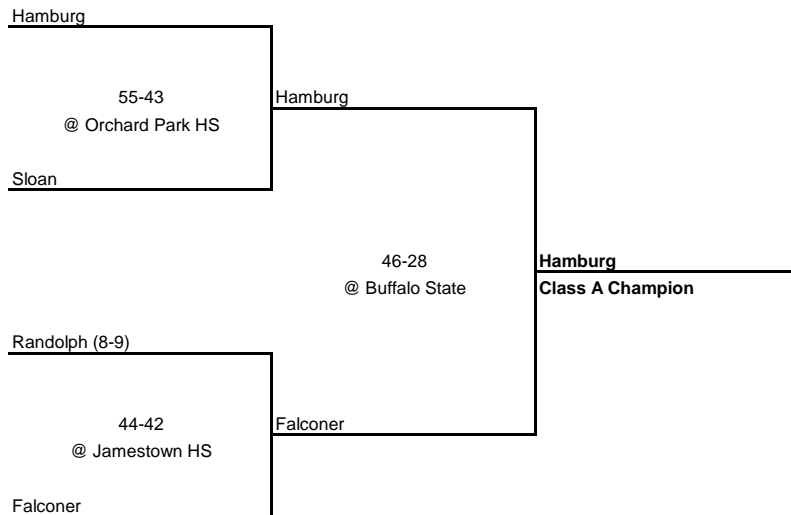 Hamburg
55-43
Hamburg
@ Orchard Park HS
Sloan
46-28
Hamburg
@ Buffalo State
Class A Champion
Randolph (8-9)
44-42
Falconer
@ Jamestown HS
Falconer